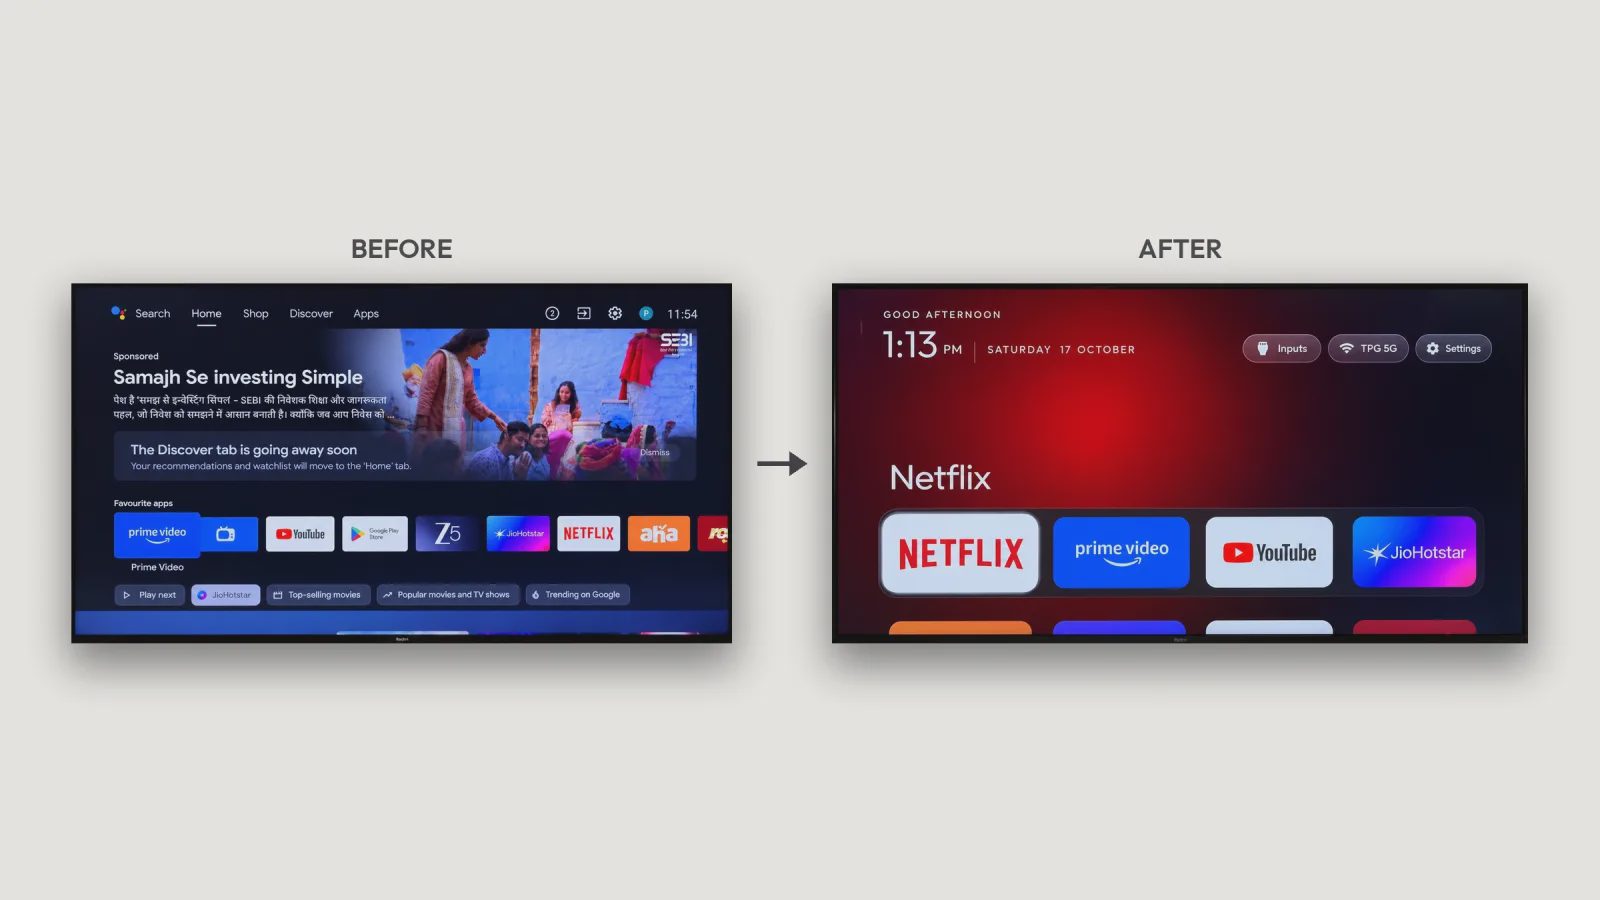 BEFORE
Search Home Shop Discover Apps 2 P 11:54
SEBI
Sponsored
Samajh Se investing Simple
पेश है "समझ से इन्वेस्टिंग सिंपल' - SEBI की निवेशक शिक्षा और जागरूकता
पहल, जो निवेश को समझने में आसान बनाती है। क्योंकि जब आप निवेस को ...
The Discover tab is going away soon
Your recommendations and watchlist will move to the 'Home' tab.
Dismiss
Favourite apps
prime video YouTube Google Play Store Z5 JioHotstar NETFLIX aha
Prime Video
Play next JioHotstar Top-selling movies Popular movies and TV shows Trending on Google
AFTER
GOOD AFTERNOON
1:13 PM SATURDAY 17 OCTOBER
Inputs TPG 5G Settings
Netflix
NETFLIX prime video YouTube JioHotstar